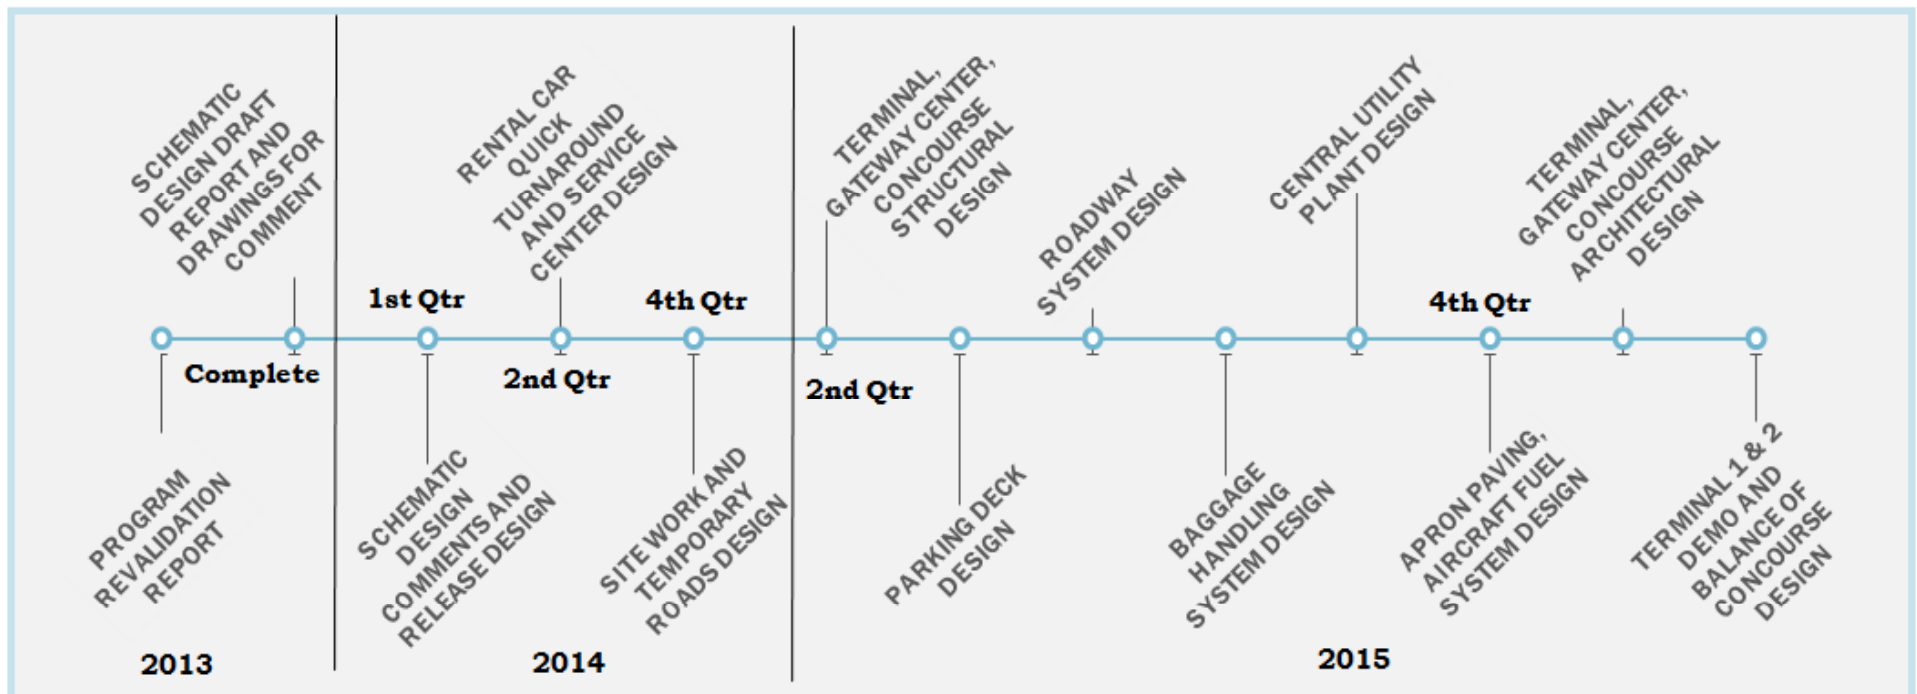 SCHEMATIC
DESIGN DRAFT
REPORT AND
DRAWINGS FOR
COMMENT
RENTAL CAR
QUICK
TURNAROUND
AND SERVICE
CENTER DESIGN
TERMINAL,
GATEWAY CENTER,
CONCOURSE
STRUCTURAL
DESIGN
ROADWAY
SYSTEM DESIGN
CENTRAL UTILITY
PLANT DESIGN
TERMINAL,
GATEWAY CENTER,
CONCOURSE
ARCHITECTURAL
DESIGN
1st Qtr
4th Qtr
4th Qtr
Complete
2nd Qtr
2nd Qtr
PROGRAM
REVALIDATION
REPORT
SCHEMATIC
DESIGN
COMMENTS AND
RELEASE DESIGN
SITE WORK AND
TEMPORARY
ROADS DESIGN
PARKING DECK
DESIGN
BAGGAGE
HANDLING
SYSTEM DESIGN
APRON PAVING,
AIRCRAFT FUEL
SYSTEM DESIGN
TERMINAL 1 & 2
DEMO AND
BALANCE OF
CONCOURSE
DESIGN
2013
2014
2015